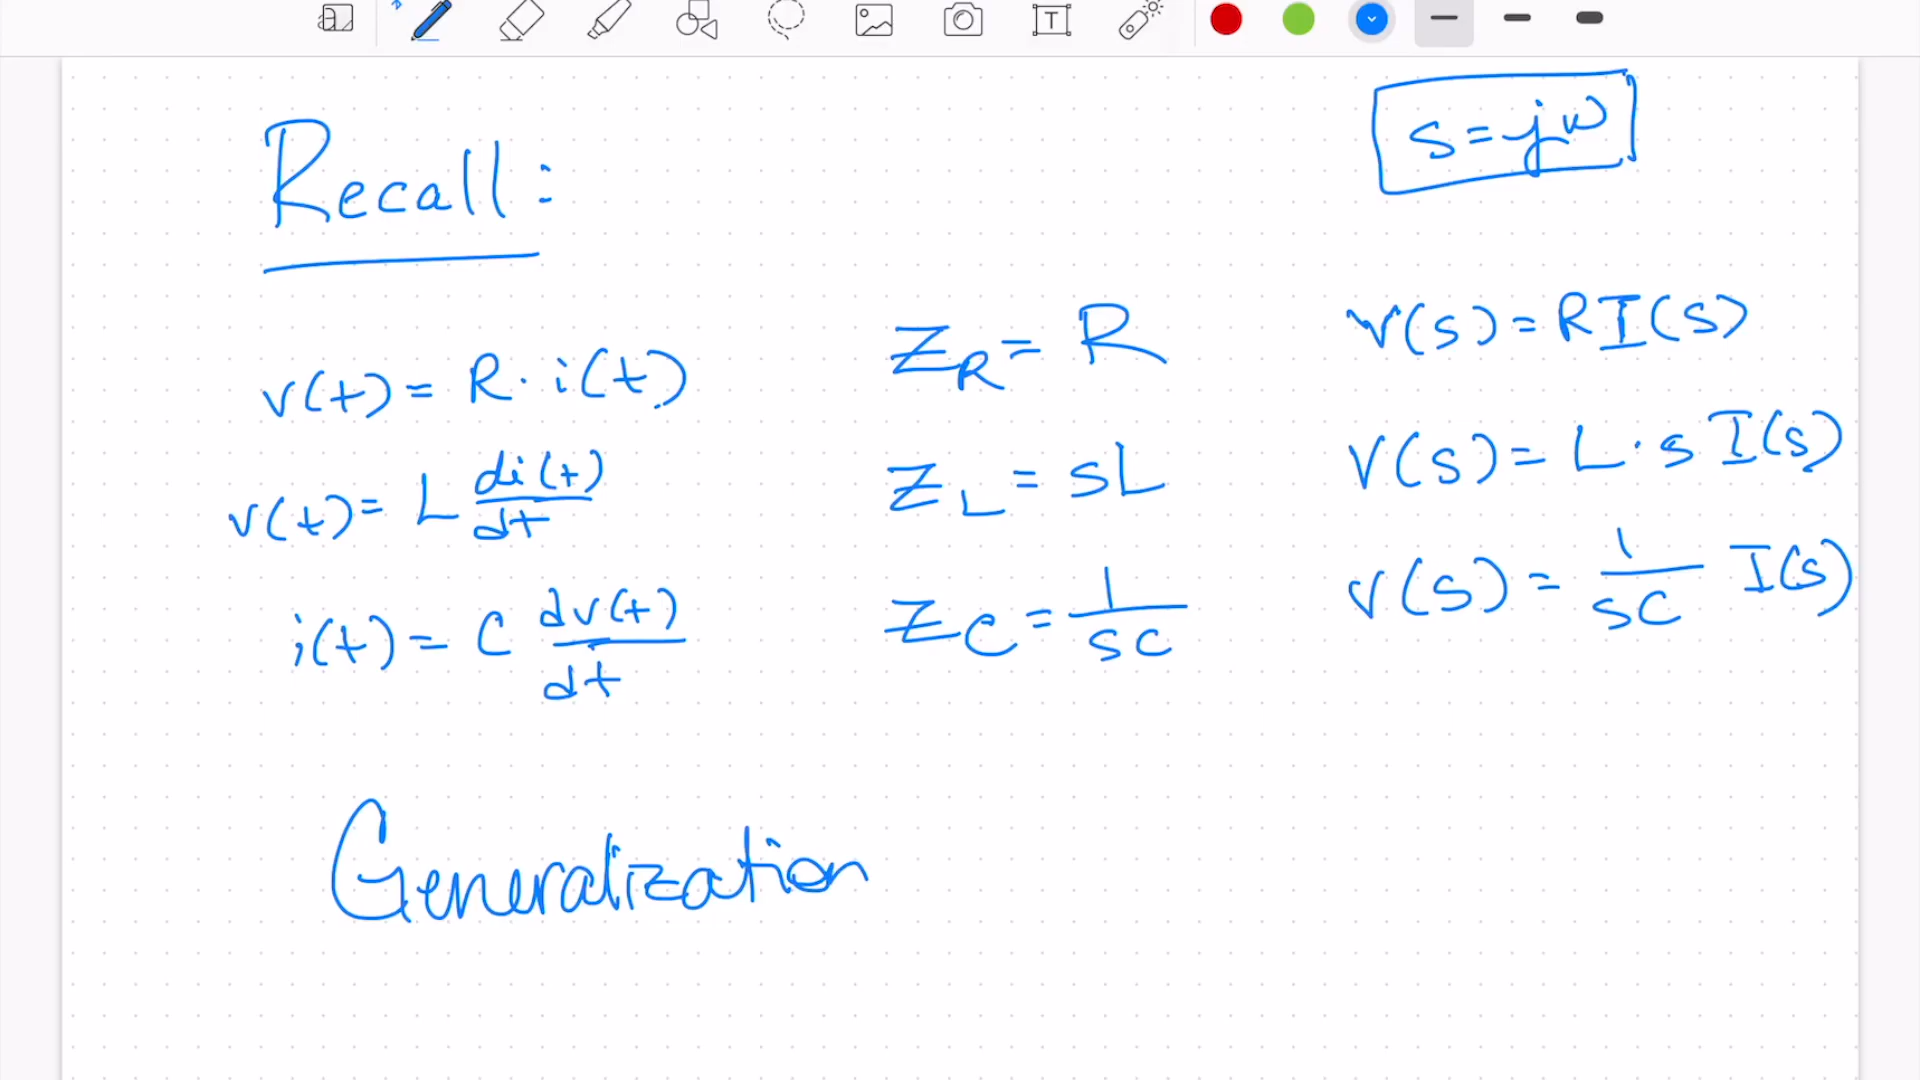 s=jω
Recall:
v(t)= R · i(t)
Z_R = R
V(s)= R I(s)
v(t)= L di(t)/dt
Z_L = sL
V(s)= L · s I(s)
i(t)= C dv(t)/dt
Z_C = 1/sC
V(s) = 1/sC I(s)
Generalization